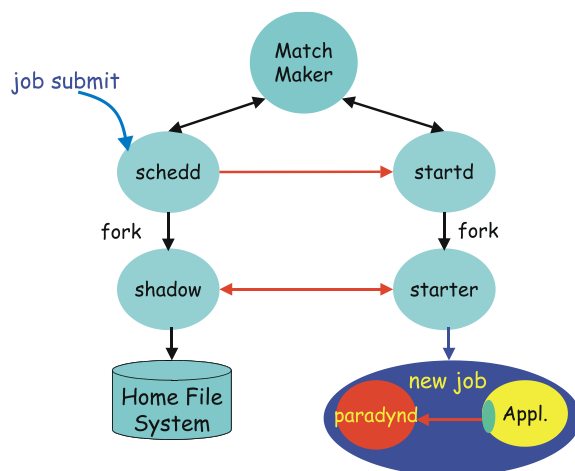 Match
Maker
job submit
schedd
startd
fork
fork
shadow
starter
Home File
System
new job
paradynd
Appl.